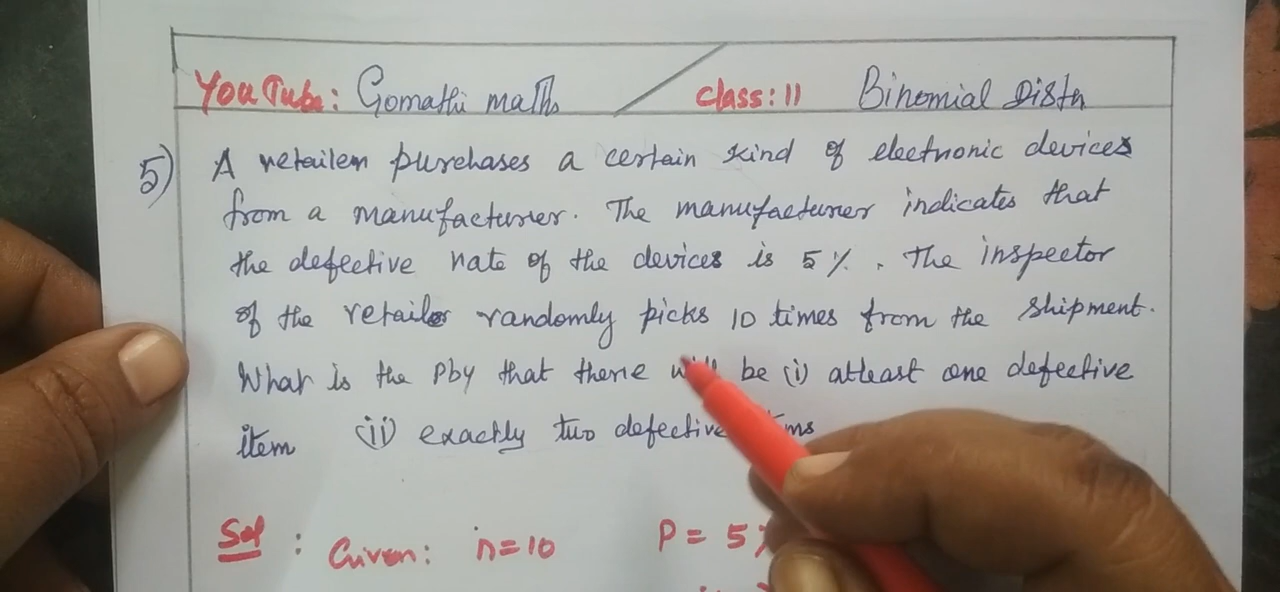 YouTube: Gomathi maths
class: 11 Binomial Distn
5) A retailer purchases a certain kind of electronic devices
from a manufacturer. The manufacturer indicates that
the defective rate of the devices is 5%. The inspector
of the retailer randomly picks 10 times from the shipment.
What is the pby that there will be (i) atleast one defective
item (ii) exactly two defective
Sol : Given: n=10 P = 5